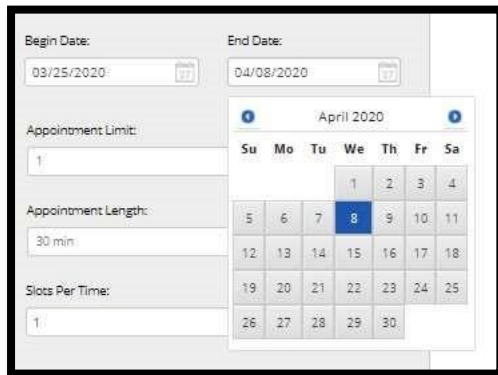 Begin Date: End Date:
03/25/2020 04/08/2020
April 2020
Appointment Limit:
Su Mo Tu We Th Fr Sa
1
1 2 3 4
Appointment Length:
5 6 7 8 9 10 11
30 min
12 13 14 15 16 17 18
Slots Per Time:
19 20 21 22 23 24 25
1
26 27 28 29 30